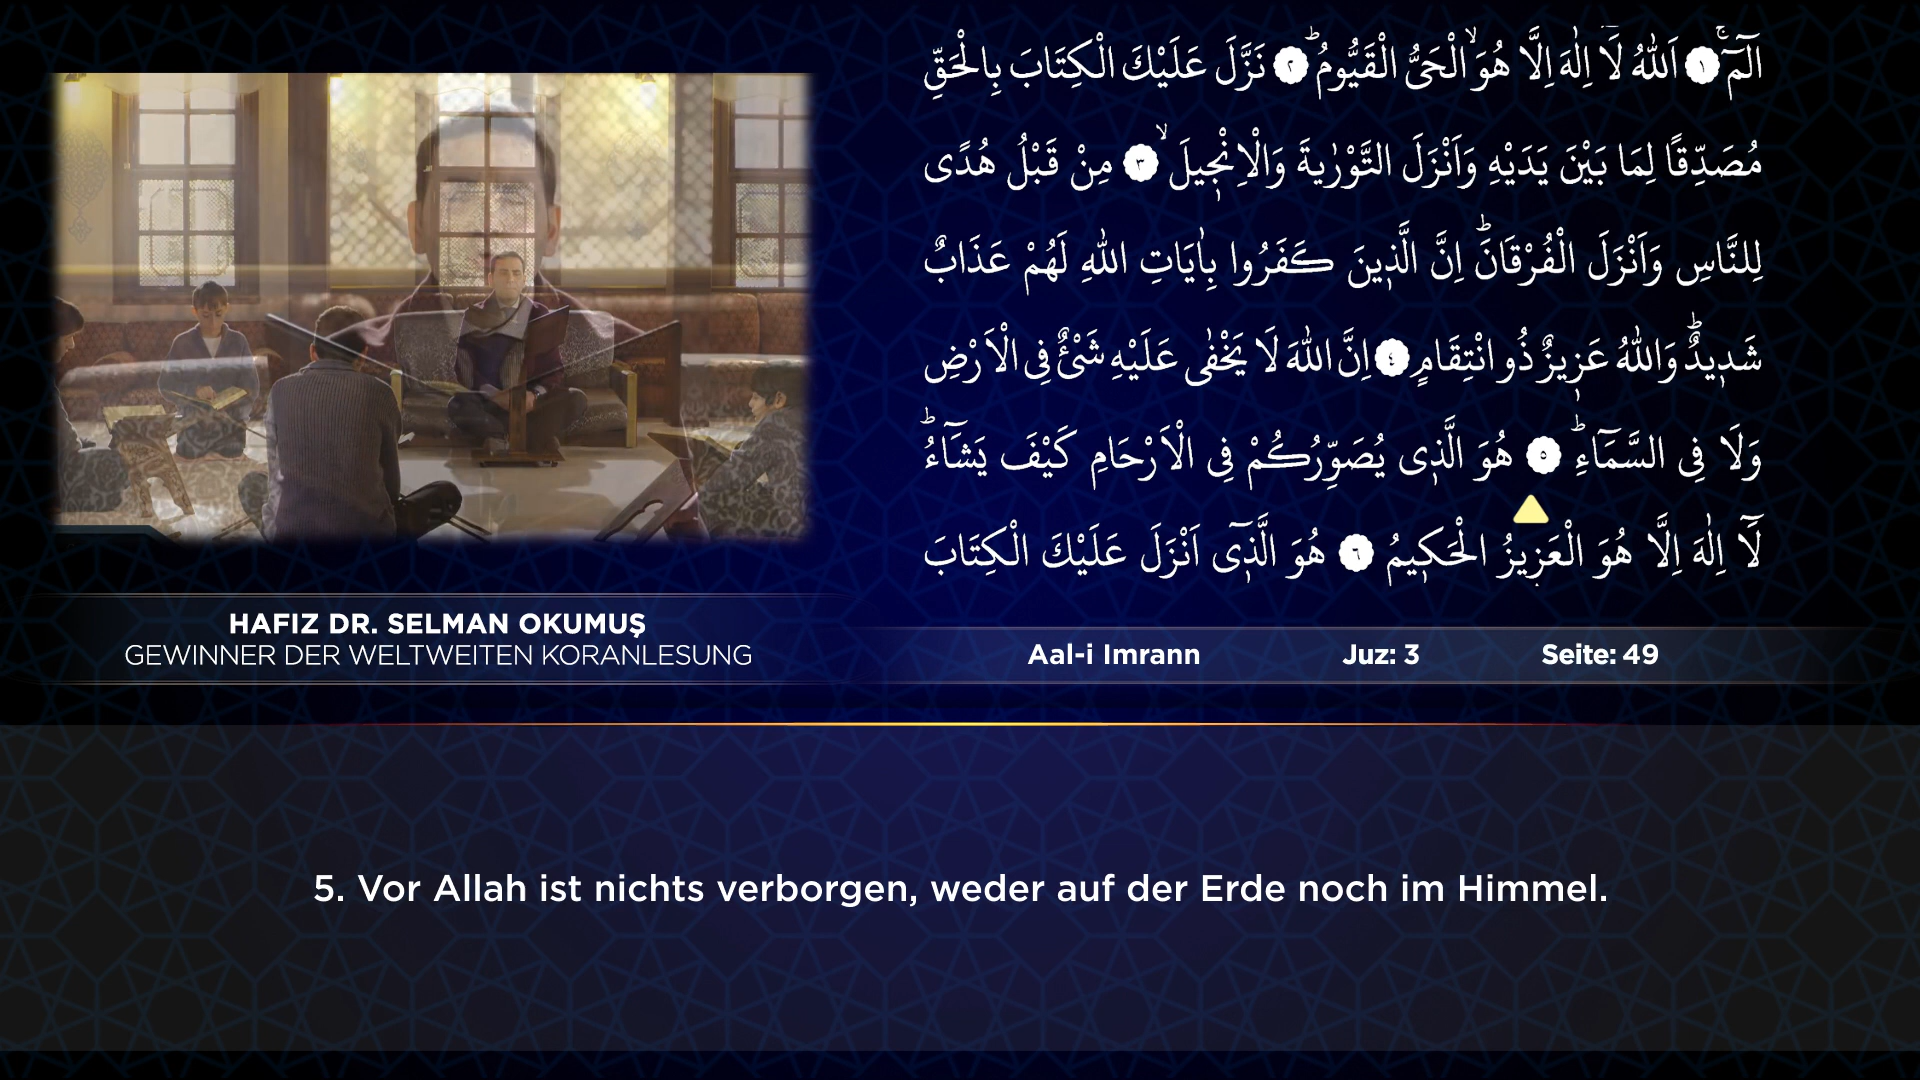 الٓمٓۚ ﴿١﴾ اَللّٰهُ لَٓا اِلٰهَ اِلَّا هُوَۙ الْحَيُّ الْقَيُّومُۜ ﴿٢﴾ نَزَّلَ عَلَيْكَ الْكِتَابَ بِالْحَقِّ
مُصَدِّقًا لِمَا بَيْنَ يَدَيْهِ وَاَنْزَلَ التَّوْرٰيةَ وَالْاِنْج۪يلَۙ ﴿٣﴾ مِنْ قَبْلُ هُدًى
لِلنَّاسِ وَاَنْزَلَ الْفُرْقَانَۜ اِنَّ الَّذ۪ينَ كَفَرُوا بِاٰيَاتِ اللّٰهِ لَهُمْ عَذَابٌ
شَد۪يدٌۜ وَاللّٰهُ عَز۪يزٌ ذُو انْتِقَامٍ ﴿٤﴾ اِنَّ اللّٰهَ لَا يَخْفٰى عَلَيْهِ شَيْءٌ فِي الْاَرْضِ
وَلَا فِي السَّمَٓاءِۜ ﴿٥﴾ هُوَ الَّذ۪ي يُصَوِّرُكُمْ فِي الْاَرْحَامِ كَيْفَ يَشَٓاءُۜ
لَٓا اِلٰهَ اِلَّا هُوَ الْعَز۪يزُ الْحَك۪يمُ ﴿٦﴾ هُوَ الَّذ۪ٓي اَنْزَلَ عَلَيْكَ الْكِتَابَ
HAFIZ DR. SELMAN OKUMUŞ
GEWINNER DER WELTWEITEN KORANLESUNG
Aal-i Imrann Juz: 3 Seite: 49
5. Vor Allah ist nichts verborgen, weder auf der Erde noch im Himmel.